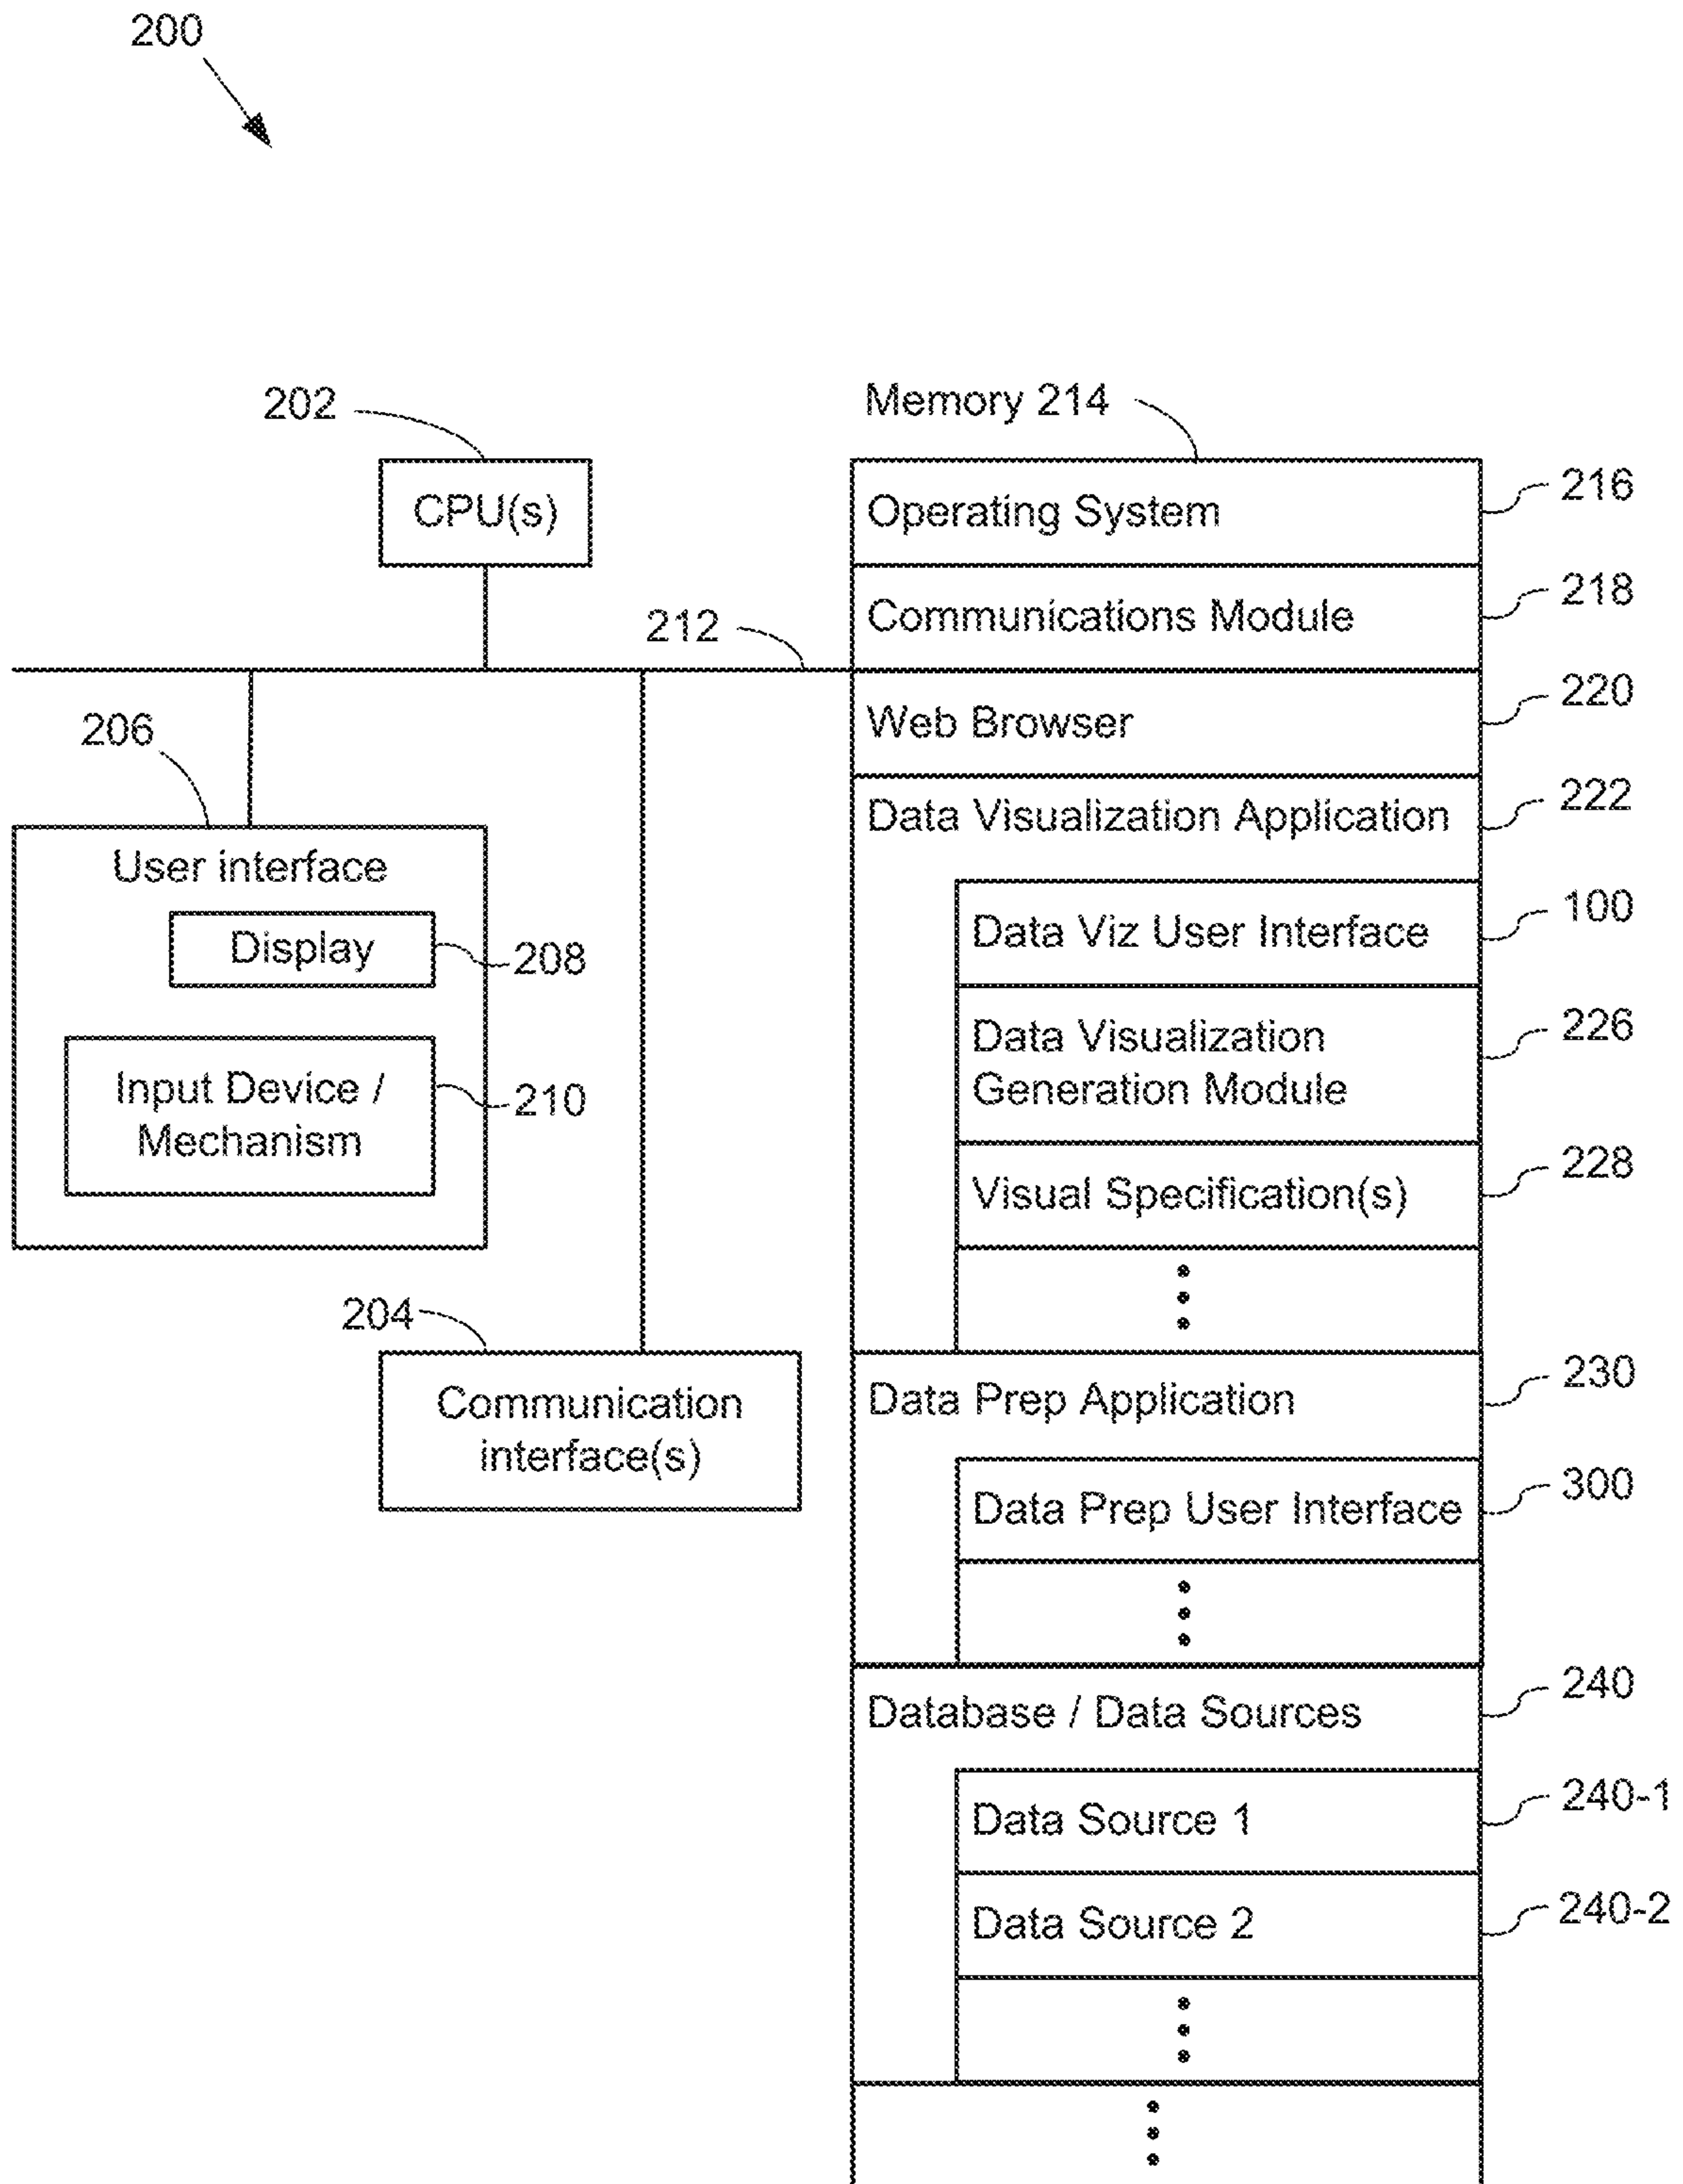 200
202
CPU(s)
212
206
User interface
Display
208
Input Device /
Mechanism
210
204
Communication
interface(s)
Memory 214
Operating System
216
Communications Module
218
Web Browser
220
Data Visualization Application
222
Data Viz User Interface
100
Data Visualization
Generation Module
226
Visual Specification(s)
228
Data Prep Application
230
Data Prep User Interface
300
Database / Data Sources
240
Data Source 1
240-1
Data Source 2
240-2